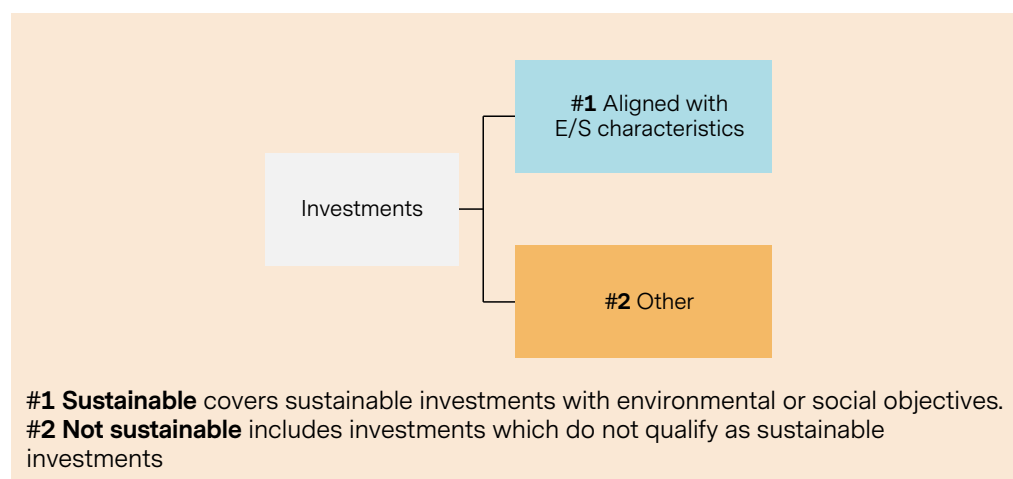 #1 Aligned with
E/S characteristics
Investments
#2 Other
#1 Sustainable covers sustainable investments with environmental or social objectives.
#2 Not sustainable includes investments which do not qualify as sustainable
investments